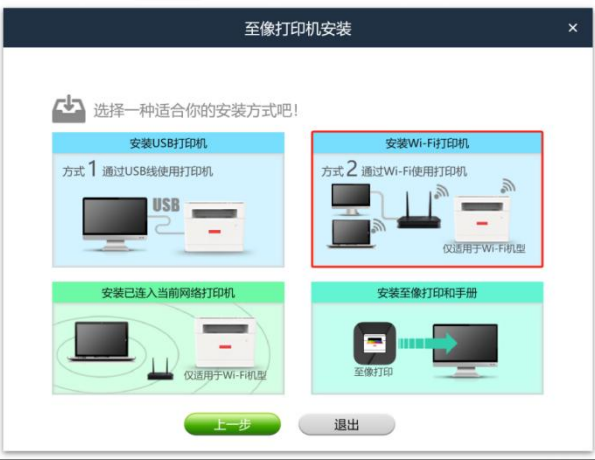 至像打印机安装
×
选择一种适合你的安装方式吧！
安装USB打印机
方式1 通过USB线使用打印机
USB
安装Wi-Fi打印机
方式2 通过Wi-Fi使用打印机
仅适用于Wi-Fi机型
安装已连入当前网络打印机
仅适用于Wi-Fi机型
安装至像打印和手册
至像打印
上一步
退出